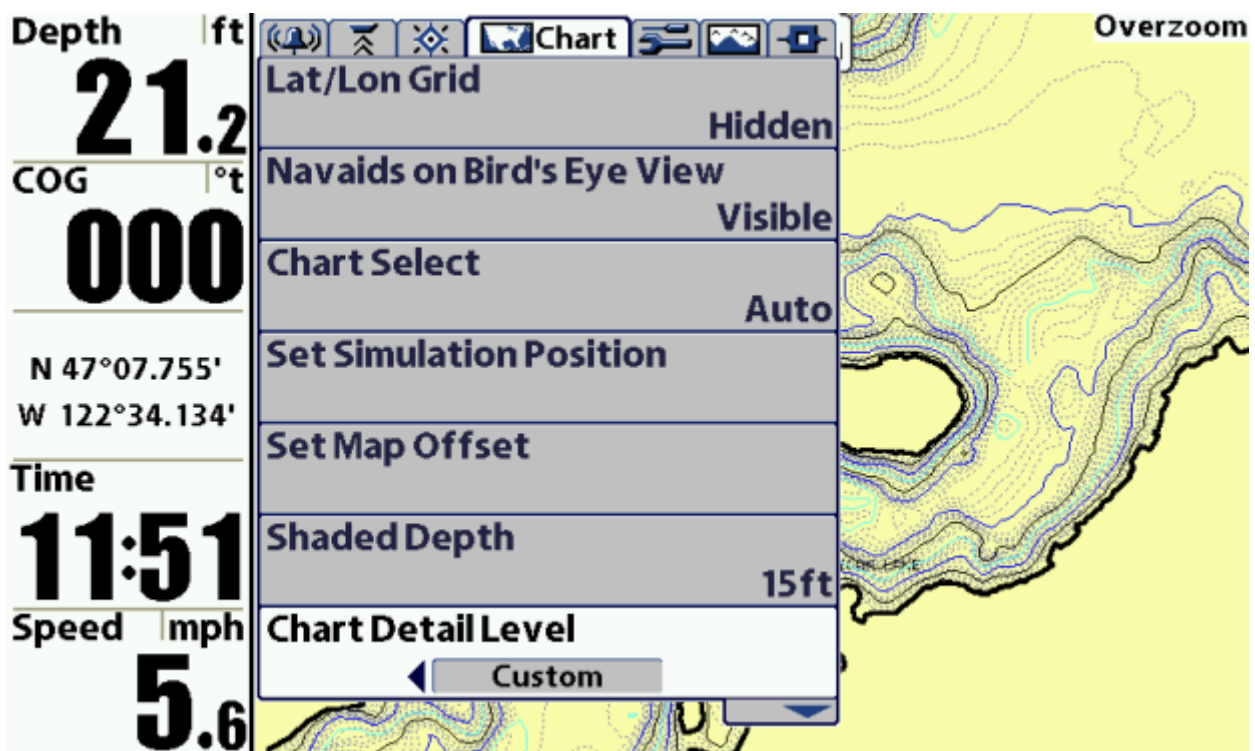 Depth ft
21.2
COG °t
000
N 47°07.755'
W 122°34.134'
Time
11:51
Speed mph
5.6
Chart
Lat/Lon Grid
Hidden
Navaids on Bird's Eye View
Visible
Chart Select
Auto
Set Simulation Position
Set Map Offset
Shaded Depth
15ft
Chart Detail Level
Custom
Overzoom
LAKE